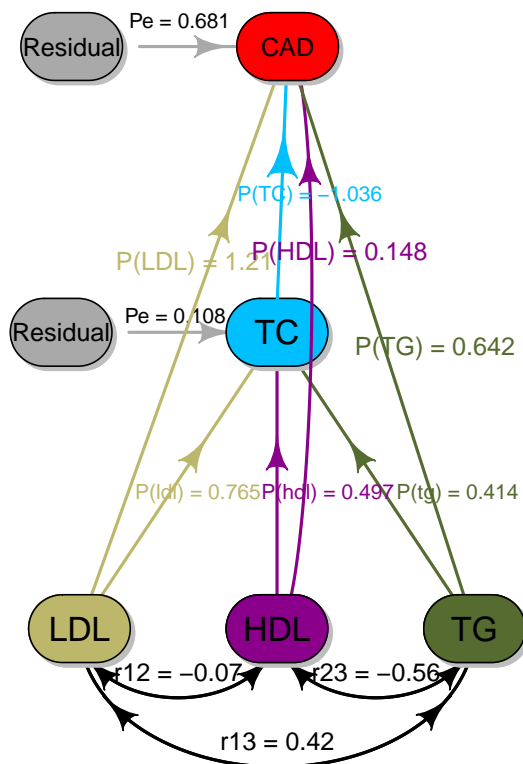 Pe = 0.681
Residual
CAD
P(TC) = −1.036
P(HDL) = 0.148
P(LDL) = 1.21
Pe = 0.108
Residual
TC
P(TG) = 0.642
P(ldl) = 0.765
P(hdl) = 0.497
P(tg) = 0.414
LDL
HDL
TG
r12 = −0.07
r23 = −0.56
r13 = 0.42